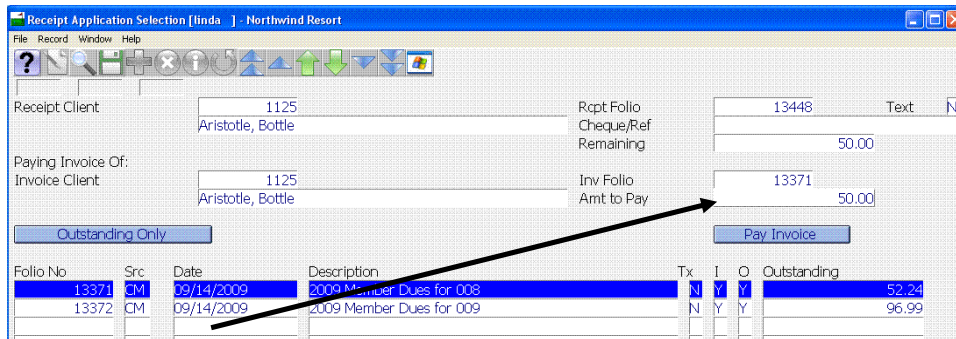 Receipt Application Selection [linda ] - Northwind Resort
File Record Window Help
Receipt Client 1125 Rcpt Folio 13448 Text N
Aristotle, Bottle Cheque/Ref
Remaining 50.00
Paying Invoice Of:
Invoice Client 1125 Inv Folio 13371
Aristotle, Bottle Amt to Pay 50.00
Outstanding Only Pay Invoice
Folio No Src Date Description Tx I O Outstanding
13371 CM 09/14/2009 2009 Member Dues for 008 N Y Y 52.24
13372 CM 09/14/2009 2009 Member Dues for 009 N Y Y 96.99